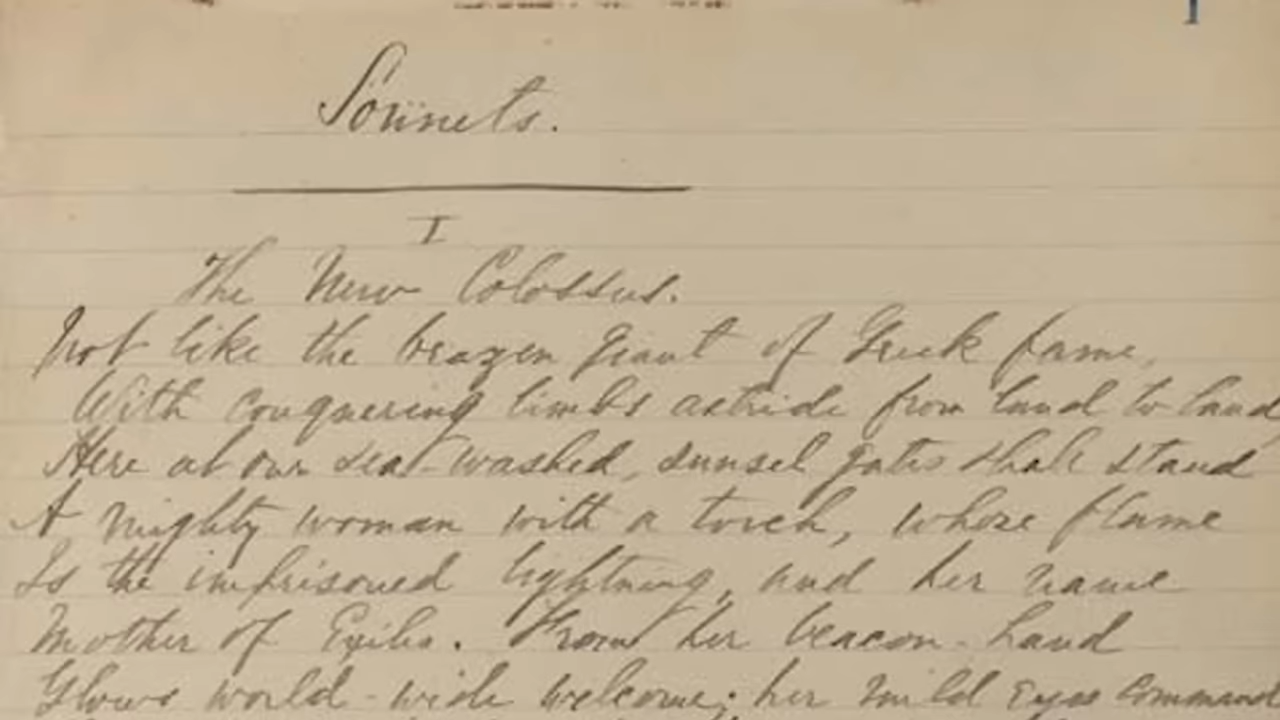 Sonnets.
I
The New Colossus.
Not like the brazen giant of Greek fame,
With conquering limbs astride from land to land
Here at our sea-washed, sunset gates shall stand
A mighty woman with a torch, whose flame
Is the imprisoned lightning, and her name
Mother of Exiles. From her beacon-hand
Glows world-wide welcome; her mild eyes command